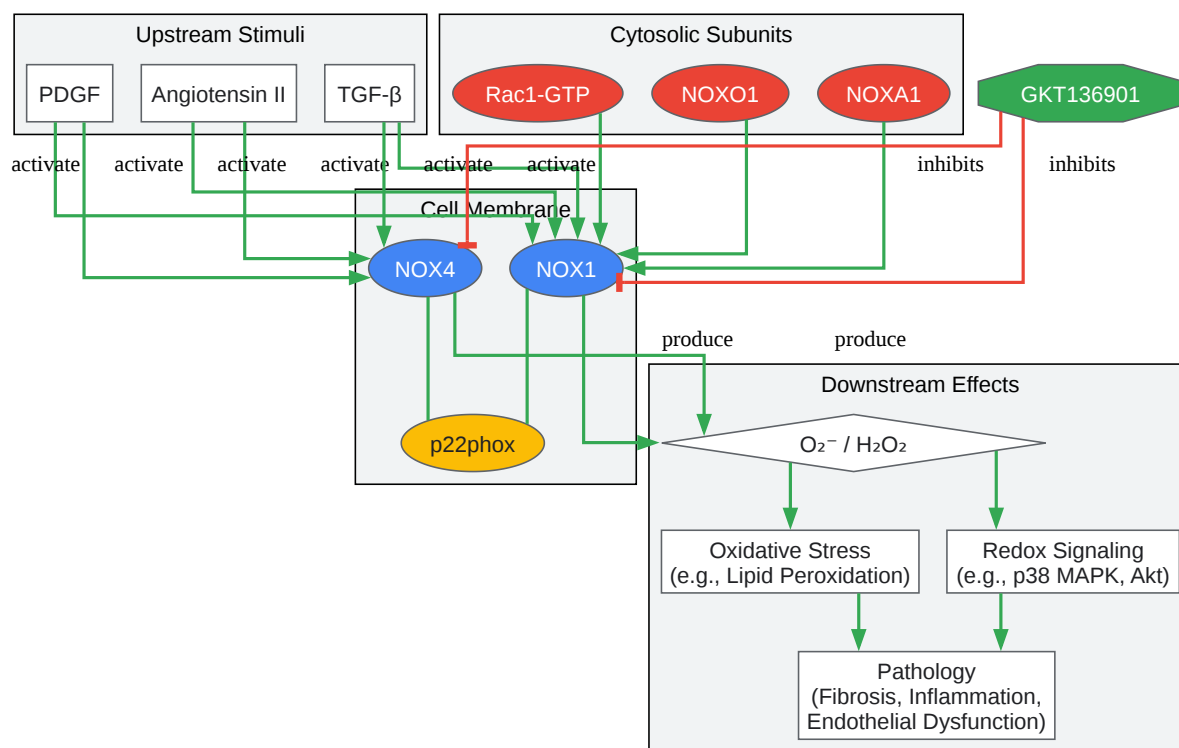 Upstream Stimuli
Cytosolic Subunits
PDGF
Angiotensin II
TGF-β
Rac1-GTP
NOXO1
NOXA1
GKT136901
activate
activate
activate
activate
activate
activate
inhibits
inhibits
Cell Membrane
NOX4
NOX1
produce
produce
Downstream Effects
p22phox
O₂⁻ / H₂O₂
Oxidative Stress
(e.g., Lipid Peroxidation)
Redox Signaling
(e.g., p38 MAPK, Akt)
Pathology
(Fibrosis, Inflammation,
Endothelial Dysfunction)